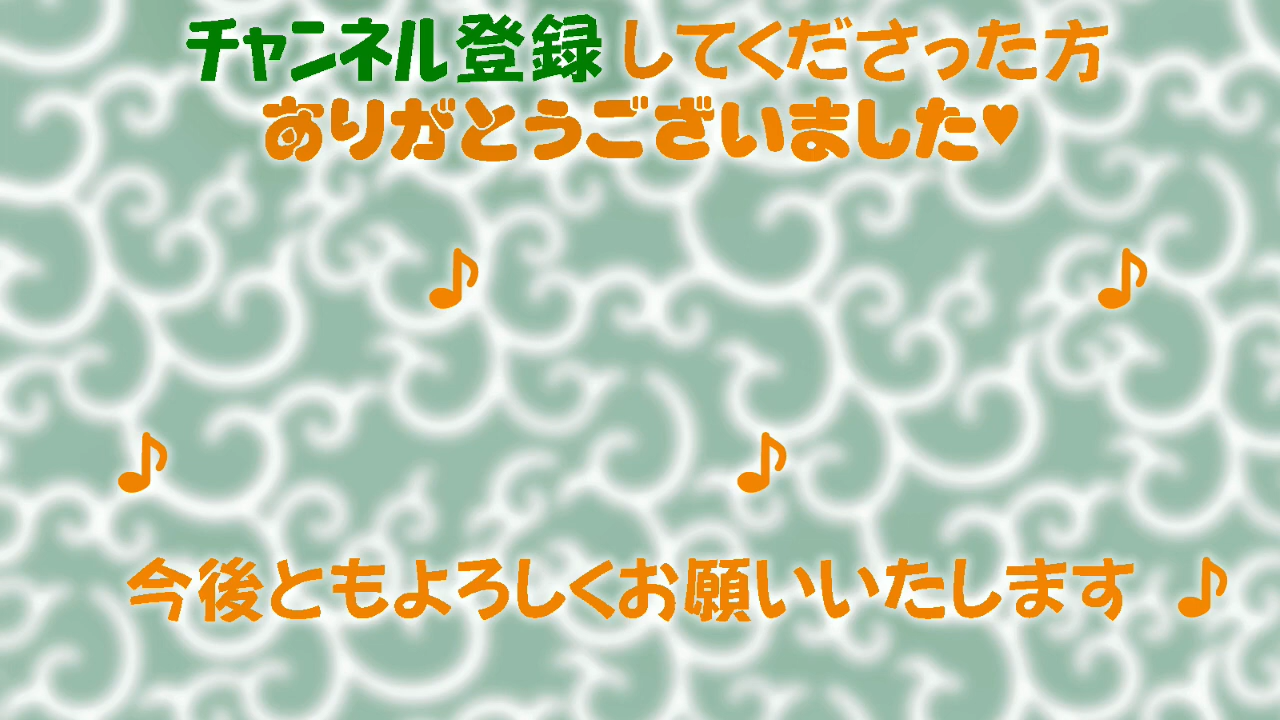 チャンネル登録してくださった方
ありがとうございました♥
♪ ♪
♪ ♪
今後ともよろしくお願いいたします ♪